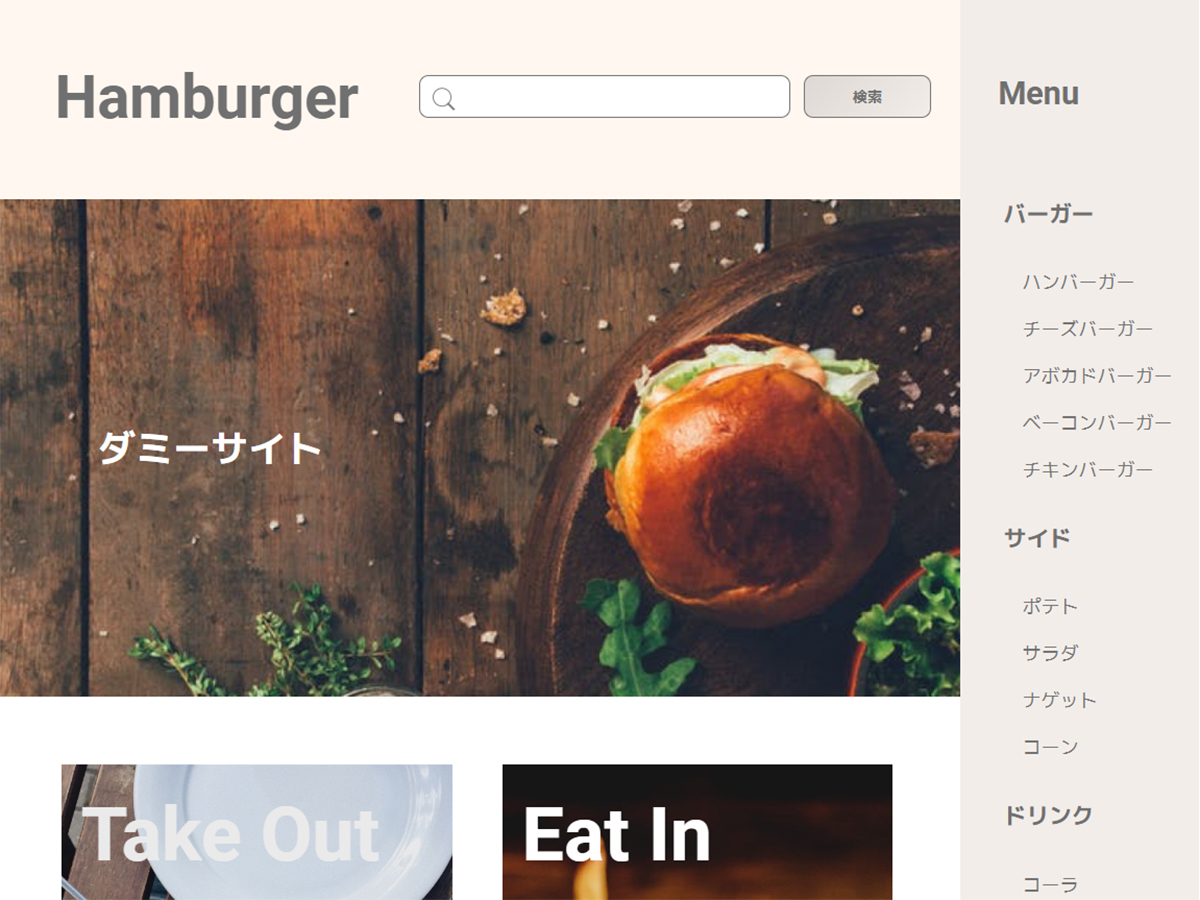 Hamburger
検索
ダミーサイト
Take Out
Eat In
Menu
バーガー
ハンバーガー
チーズバーガー
アボカドバーガー
ベーコンバーガー
チキンバーガー
サイド
ポテト
サラダ
ナゲット
コーン
ドリンク
コーラ